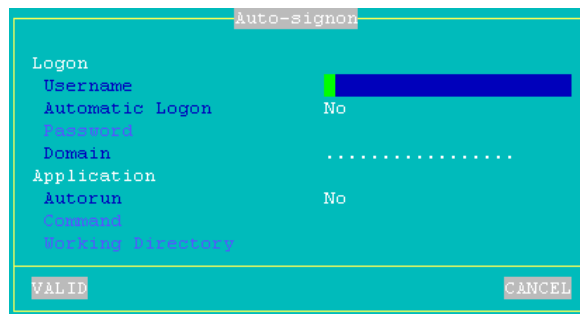 Auto-signon
Logon
Username
Automatic Logon No
Password
Domain .................
Application
Autorun No
Command
Working Directory
VALID CANCEL